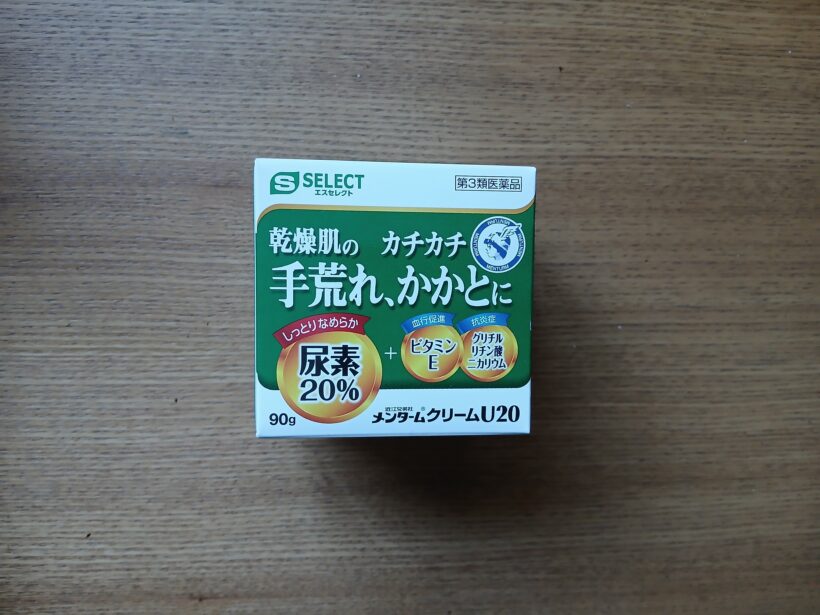 SELECT
エスセレクト
第3類医薬品
乾燥肌の カチカチ
手荒れ、かかとに
しっとりなめらか
尿素
20%
+
血行促進
ビタミン
E
抗炎症
グリチル
リチン酸
二カリウム
90g
近江兄弟社
メンタームクリームU20